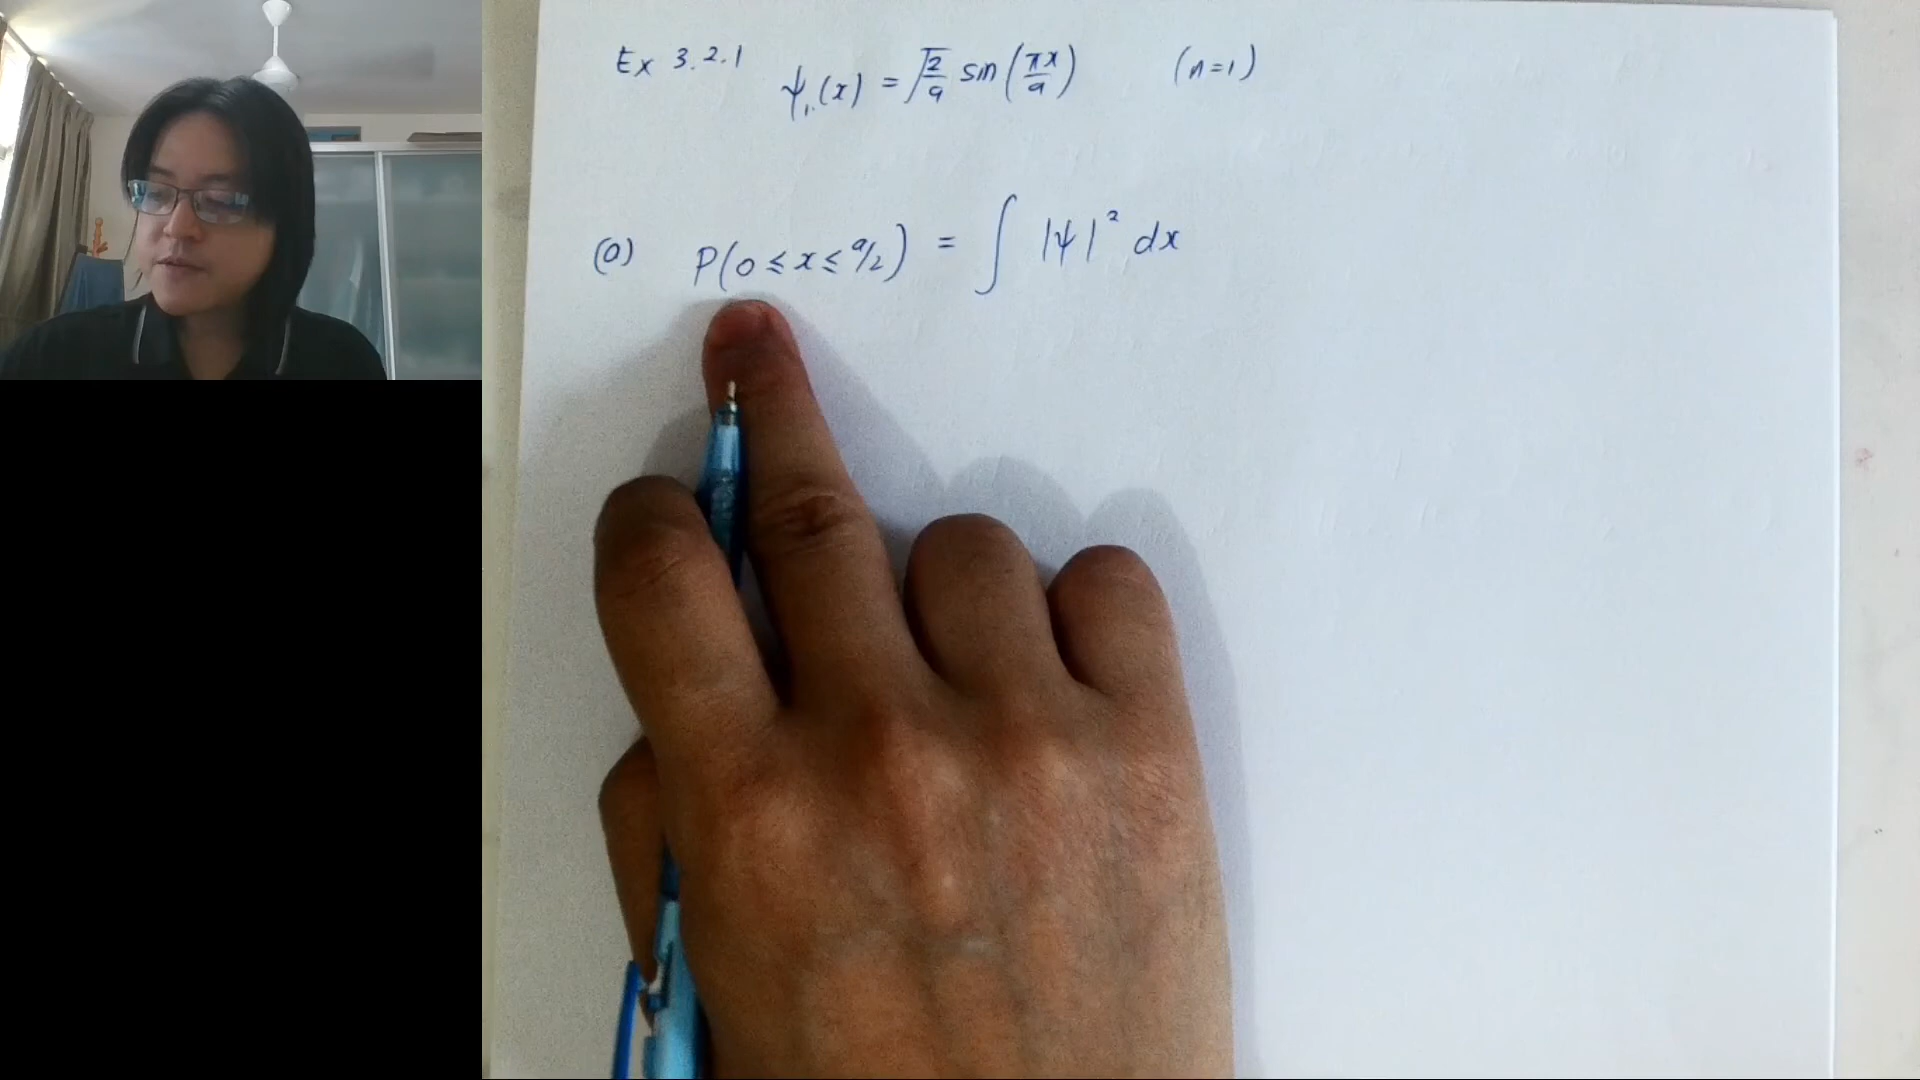 Ex 3.2.1 ψ₁(x) = √(2/a) sin(πx/a) (n=1)
(a) P(0 ≤ x ≤ a/2) = ∫ |ψ|² dx